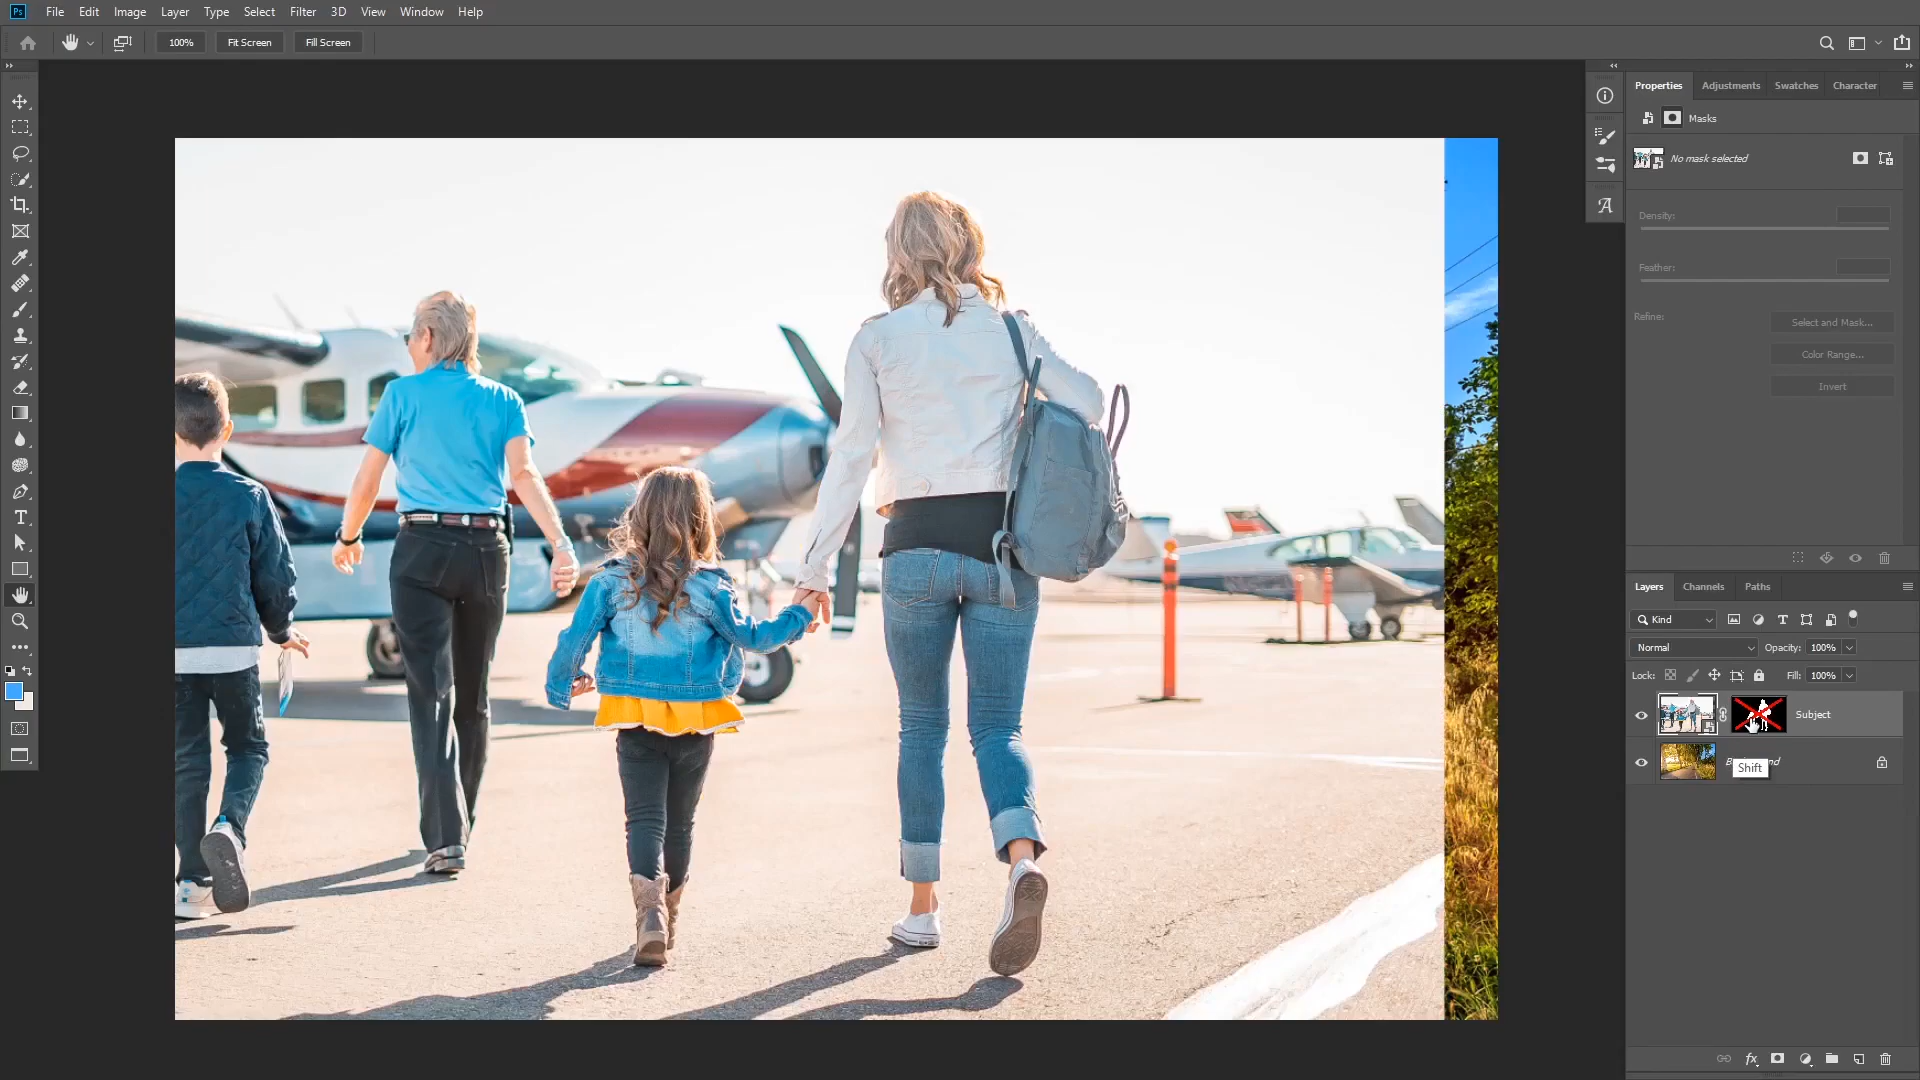 Ps File Edit Image Layer Type Select Filter 3D View Window Help
100% Fit Screen Fill Screen
Properties Adjustments Swatches Character
Masks
No mask selected
Density:
Feather:
Refine: Select and Mask...
Color Range...
Invert
Layers Channels Paths
Kind
Normal Opacity: 100%
Lock: Fill: 100%
Subject
Shift